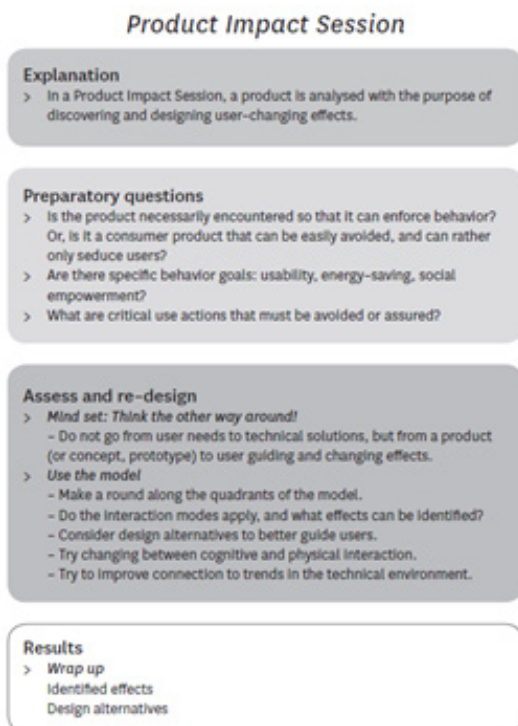 Product Impact Session
Explanation
> In a Product Impact Session, a product is analysed with the purpose of
discovering and designing user-changing effects.
Preparatory questions
> Is the product necessarily encountered so that it can enforce behavior?
Or, is it a consumer product that can be easily avoided, and can rather
only seduce users?
> Are there specific behavior goals: usability, energy-saving, social
empowerment?
> What are critical use actions that must be avoided or assured?
Assess and re-design
> Mind set: Think the other way around!
– Do not go from user needs to technical solutions, but from a product
(or concept, prototype) to user guiding and changing effects.
> Use the model
– Make a round along the quadrants of the model.
– Do the interaction modes apply, and what effects can be identified?
– Consider design alternatives to better guide users.
– Try changing between cognitive and physical interaction.
– Try to improve connection to trends in the technical environment.
Results
> Wrap up
Identified effects
Design alternatives